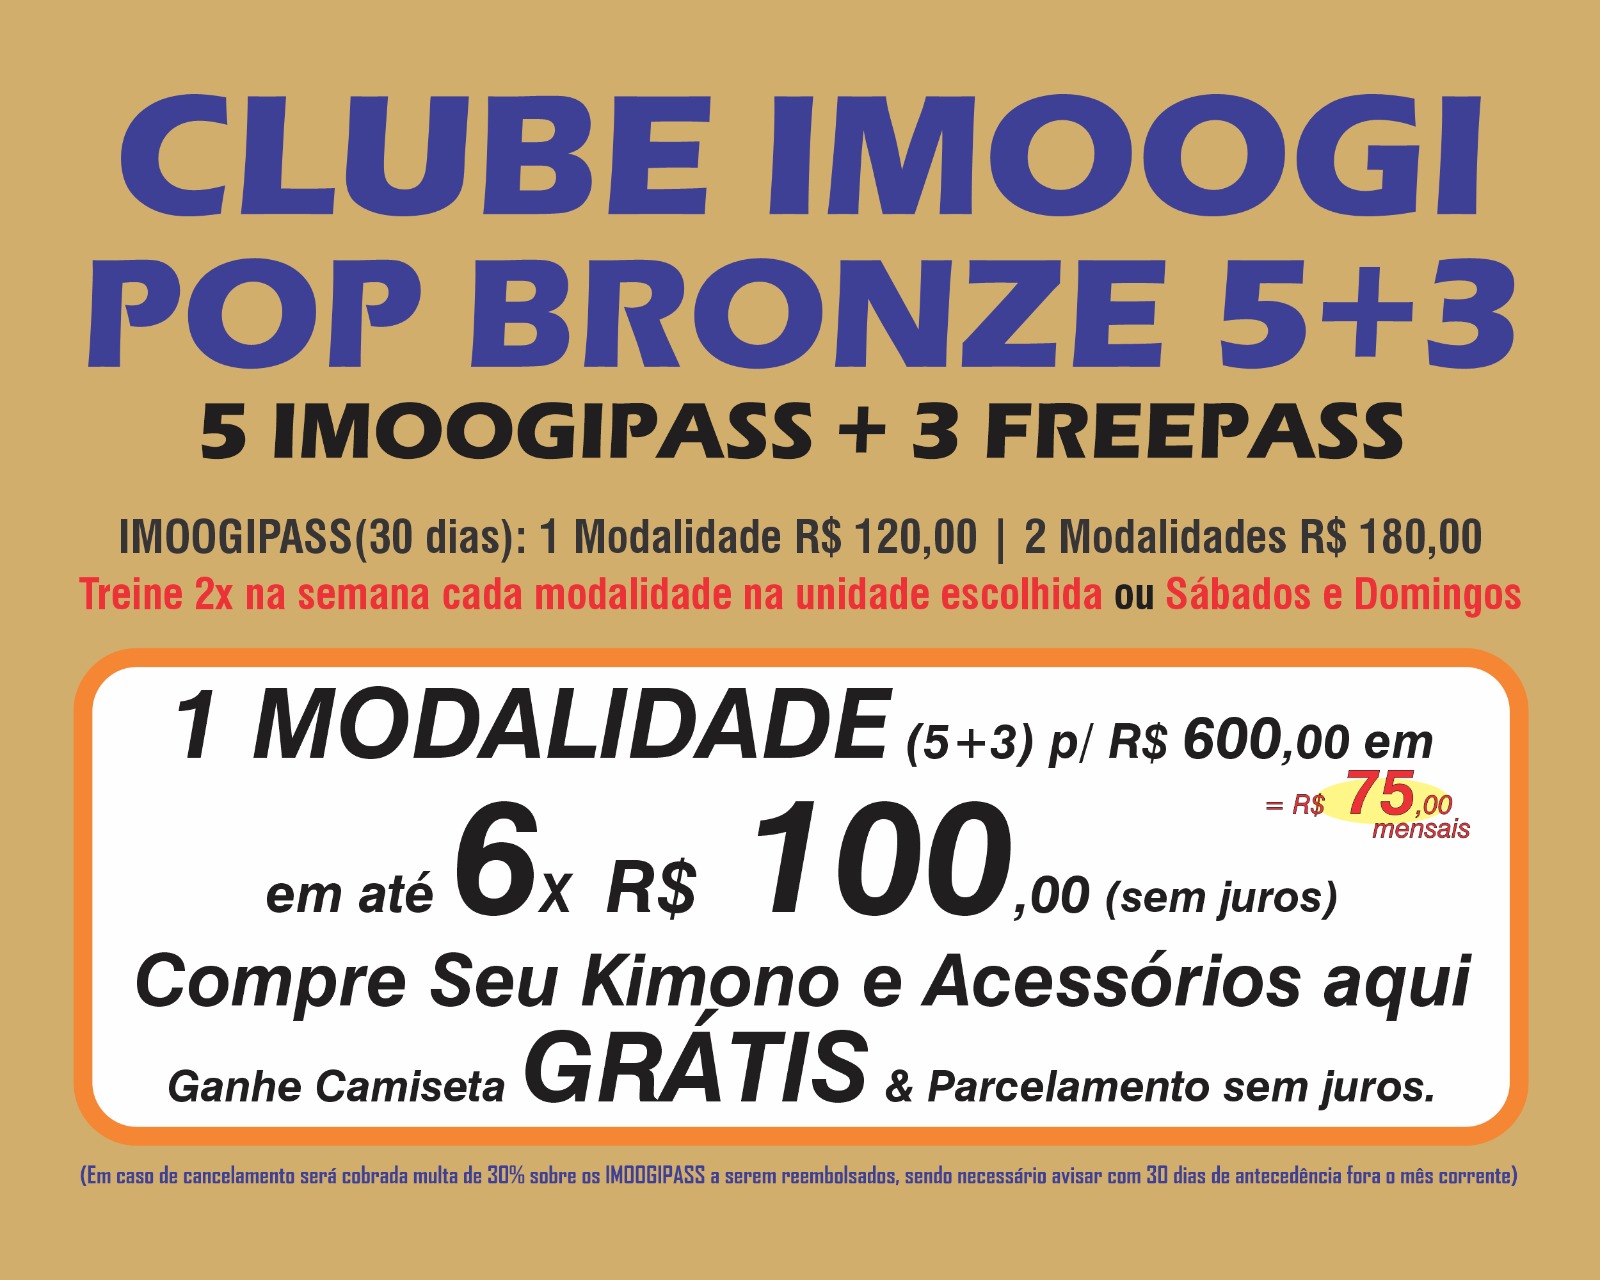 CLUBE IMOOGI
POP BRONZE 5+3
5 IMOOGIPASS + 3 FREEPASS
IMOOGIPASS(30 dias): 1 Modalidade R$ 120,00 | 2 Modalidades R$ 180,00
Treine 2x na semana cada modalidade na unidade escolhida ou Sábados e Domingos
1 MODALIDADE (5+3) p/ R$ 600,00 em
= R$ 75,00
mensais
em até 6x R$ 100,00 (sem juros)
Compre Seu Kimono e Acessórios aqui
Ganhe Camiseta GRÁTIS & Parcelamento sem juros.
(Em caso de cancelamento será cobrada multa de 30% sobre os IMOOGIPASS a serem reembolsados, sendo necessário avisar com 30 dias de antecedência fora o mês corrente)